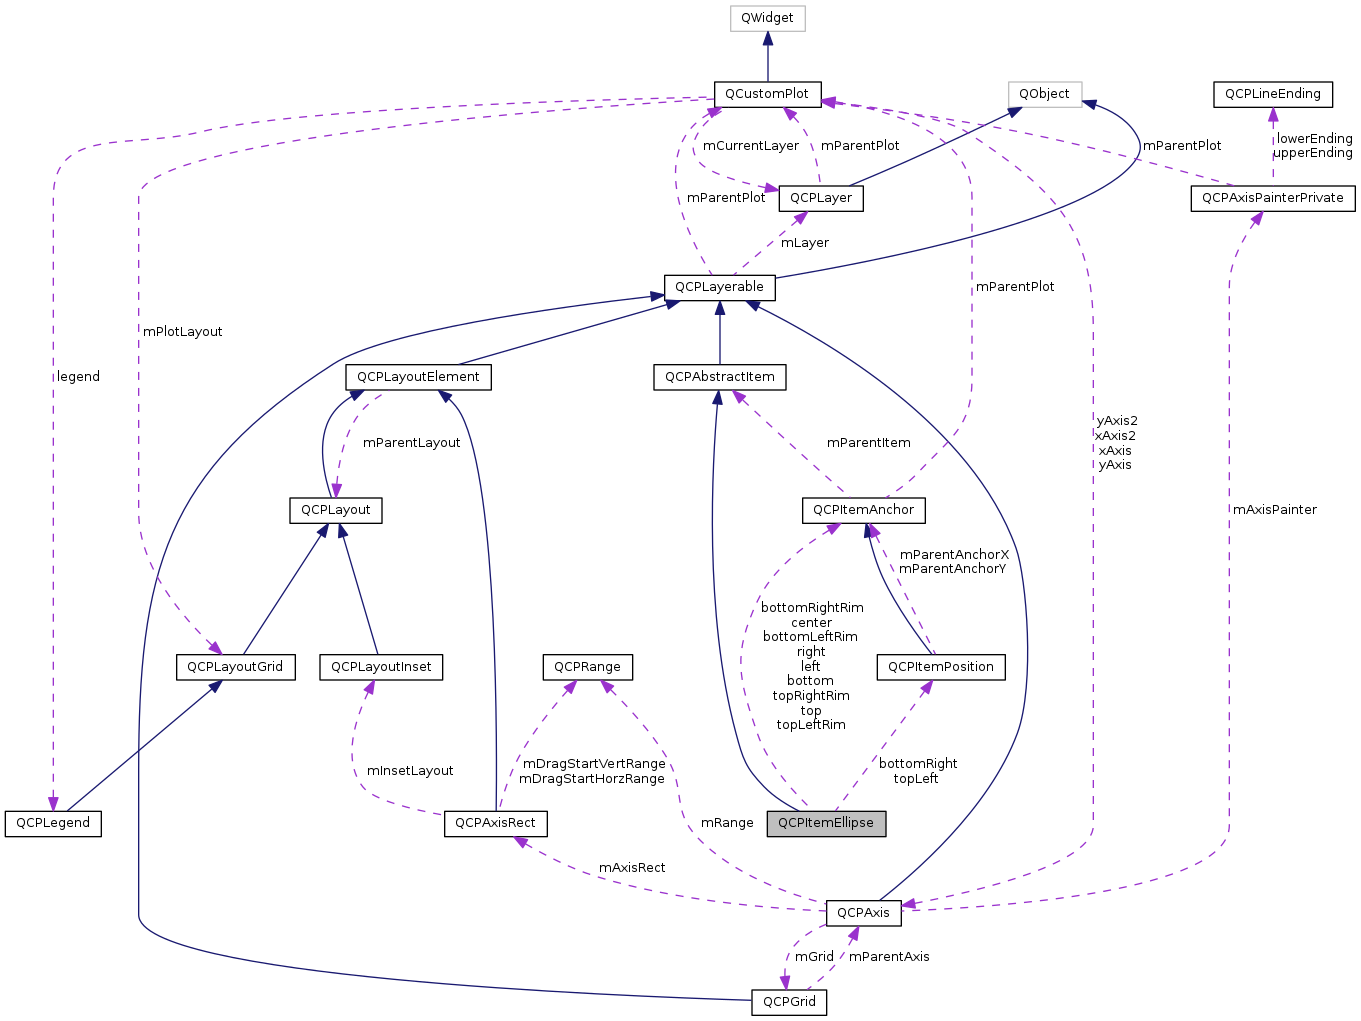 QWidget
QCustomPlot
QObject
QCPLineEnding
lowerEnding
upperEnding
mCurrentLayer
mParentPlot
mParentPlot
mParentPlot
QCPLayer
QCPAxisPainterPrivate
mLayer
QCPLayerable
mParentPlot
mPlotLayout
legend
QCPLayoutElement
QCPAbstractItem
yAxis2
xAxis2
xAxis
yAxis
mParentLayout
mParentItem
QCPLayout
QCPItemAnchor
mAxisPainter
mParentAnchorX
mParentAnchorY
bottomRightRim
center
bottomLeftRim
right
left
bottom
topRightRim
top
topLeftRim
QCPLayoutGrid
QCPLayoutInset
QCPRange
QCPItemPosition
mInsetLayout
mDragStartVertRange
mDragStartHorzRange
bottomRight
topLeft
QCPLegend
QCPAxisRect
mRange
QCPItemEllipse
mAxisRect
QCPAxis
mGrid
mParentAxis
QCPGrid